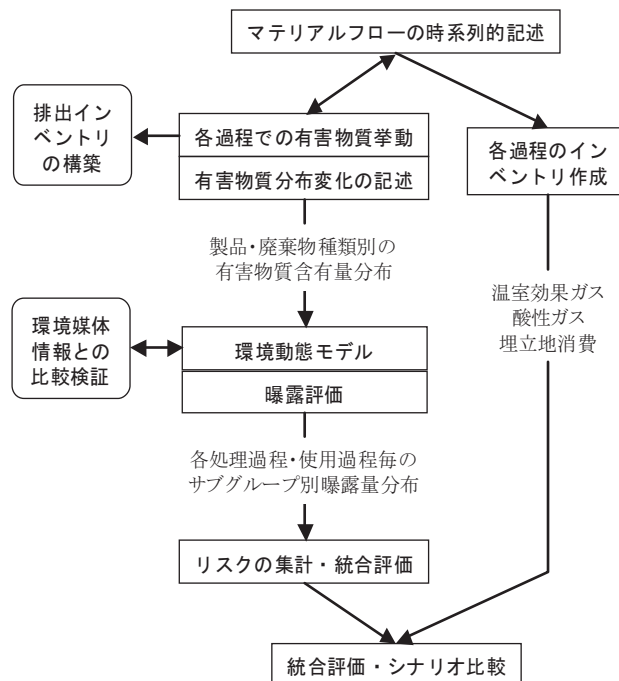 マテリアルフローの時系列的記述
排出イン
ベントリ
の構築
各過程での有害物質挙動
有害物質分布変化の記述
各過程のイン
ベントリ作成
製品・廃棄物種類別の
有害物質含有量分布
温室効果ガス
酸性ガス
埋立地消費
環境媒体
情報との
比較検証
環境動態モデル
曝露評価
各処理過程・使用過程毎の
サブグループ別曝露量分布
リスクの集計・統合評価
統合評価・シナリオ比較